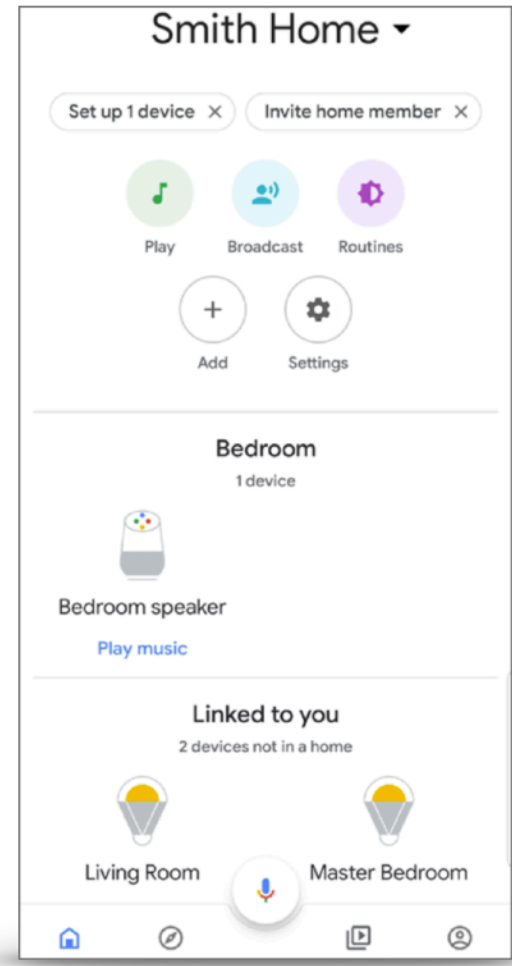 Smith Home
Set up 1 device
Invite home member
Play
Broadcast
Routines
Add
Settings
Bedroom
1 device
Bedroom speaker
Play music
Linked to you
2 devices not in a home
Living Room
Master Bedroom